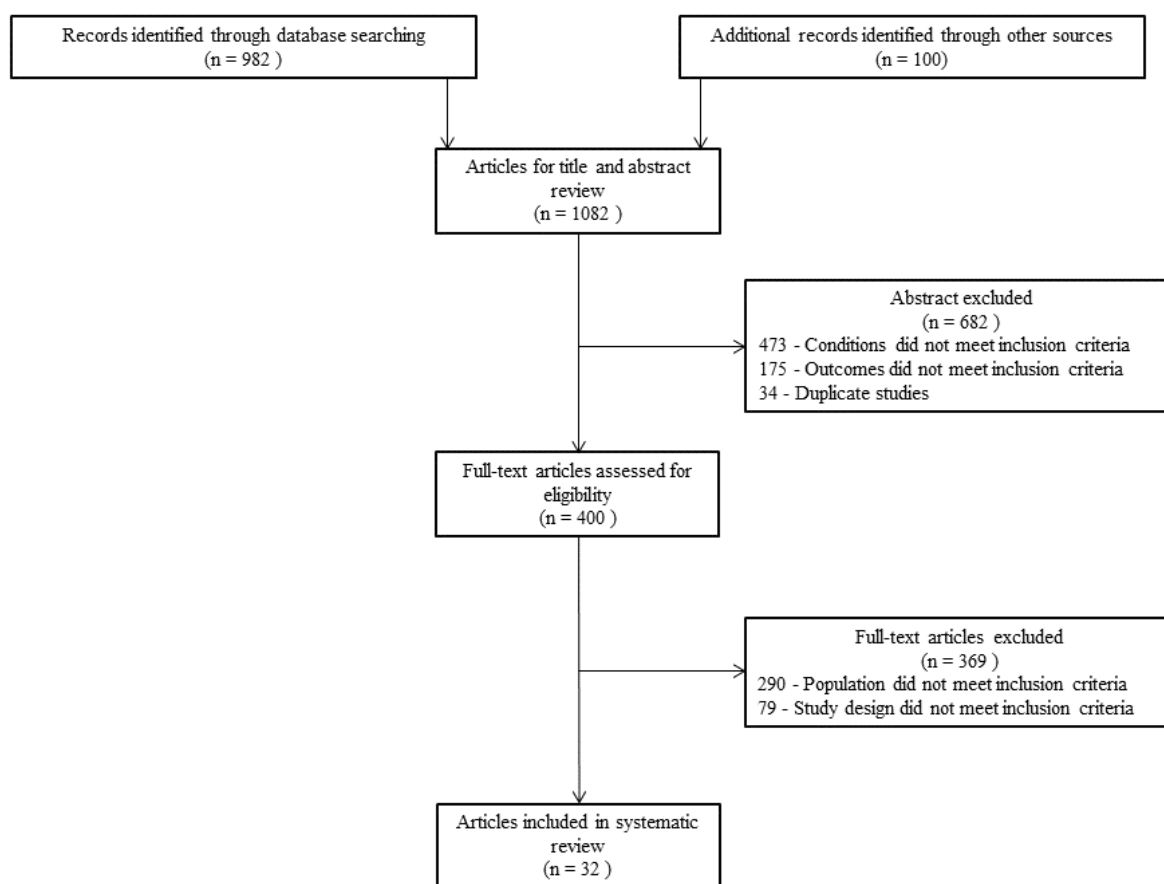 Records identified through database searching
(n = 982 )
Additional records identified through other sources
(n = 100)
Articles for title and abstract
review
(n = 1082 )
Abstract excluded
(n = 682 )
473 - Conditions did not meet inclusion criteria
175 - Outcomes did not meet inclusion criteria
34 - Duplicate studies
Full-text articles assessed for
eligibility
(n = 400 )
Full-text articles excluded
(n = 369 )
290 - Population did not meet inclusion criteria
79 - Study design did not meet inclusion criteria
Articles included in systematic
review
(n = 32 )